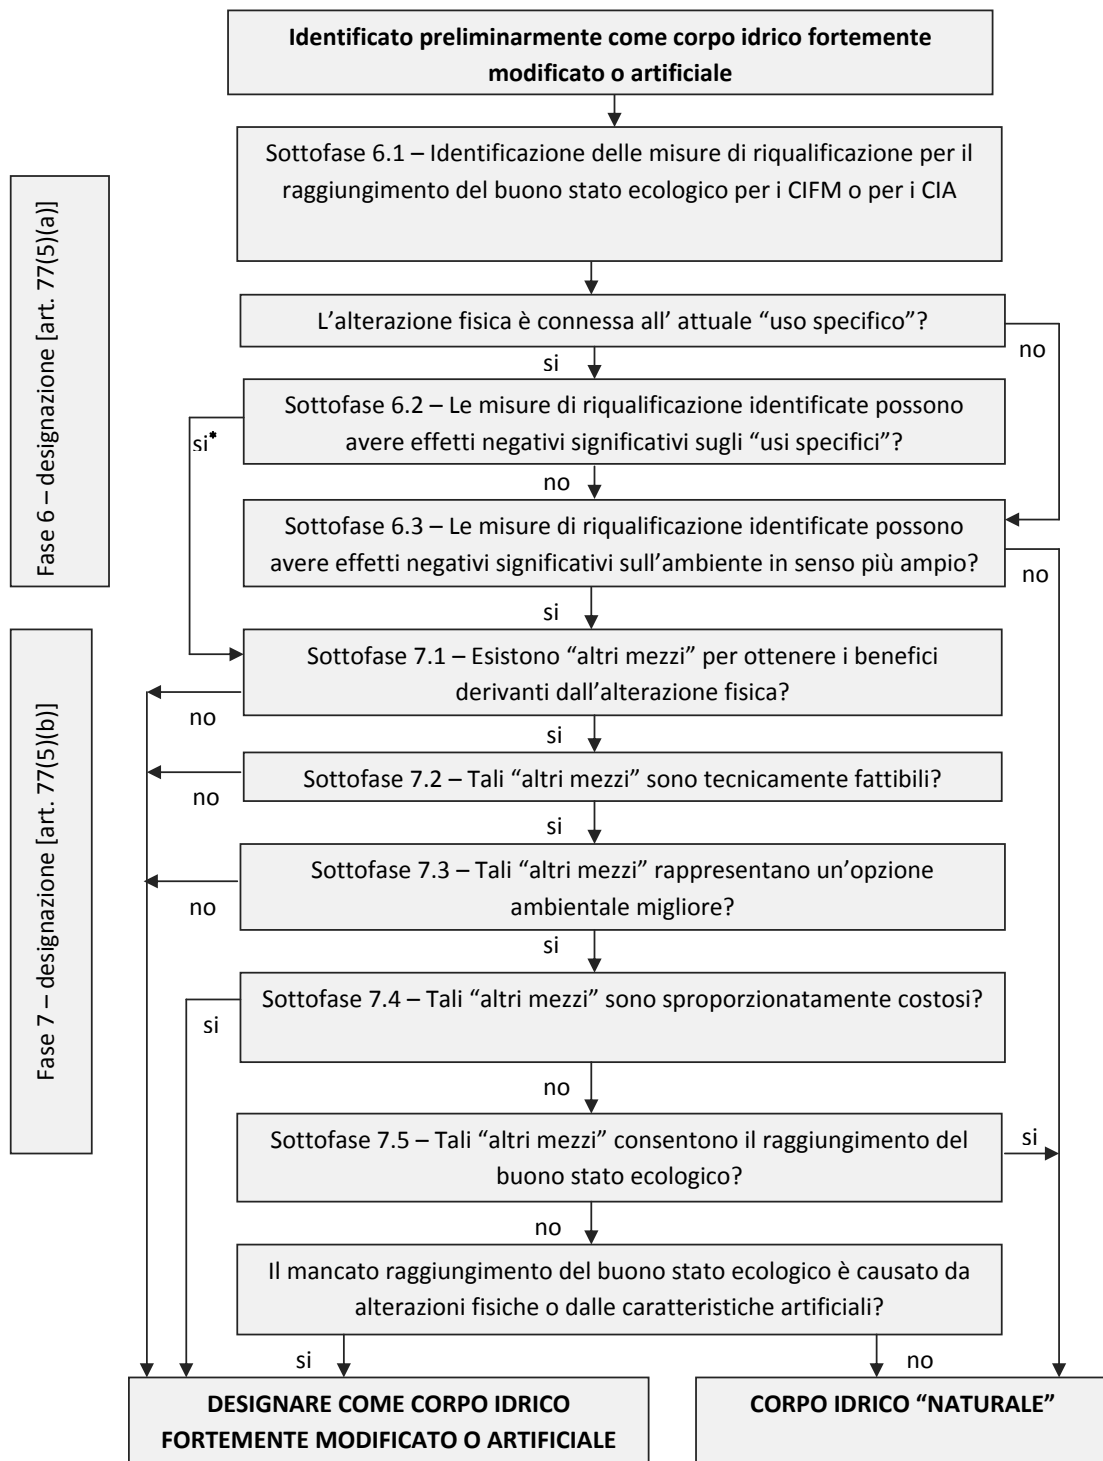 Identificato preliminarmente come corpo idrico fortemente
modificato o artificiale
Sottofase 6.1 – Identificazione delle misure di riqualificazione per il
raggiungimento del buono stato ecologico per i CIFM o per i CIA
Fase 6 – designazione [art. 77(5)(a)]
L’alterazione fisica è connessa all’ attuale “uso specifico”?
no
si
Sottofase 6.2 – Le misure di riqualificazione identificate possono
avere effetti negativi significativi sugli “usi specifici”?
si*
no
Sottofase 6.3 – Le misure di riqualificazione identificate possono
avere effetti negativi significativi sull’ambiente in senso più ampio?
no
si
Fase 7 – designazione [art. 77(5)(b)]
Sottofase 7.1 – Esistono “altri mezzi” per ottenere i benefici
derivanti dall’alterazione fisica?
no
si
Sottofase 7.2 – Tali “altri mezzi” sono tecnicamente fattibili?
no
si
Sottofase 7.3 – Tali “altri mezzi” rappresentano un’opzione
ambientale migliore?
no
si
Sottofase 7.4 – Tali “altri mezzi” sono sproporzionatamente costosi?
si
no
Sottofase 7.5 – Tali “altri mezzi” consentono il raggiungimento del
buono stato ecologico?
si
no
Il mancato raggiungimento del buono stato ecologico è causato da
alterazioni fisiche o dalle caratteristiche artificiali?
si
no
DESIGNARE COME CORPO IDRICO
FORTEMENTE MODIFICATO O ARTIFICIALE
CORPO IDRICO “NATURALE”